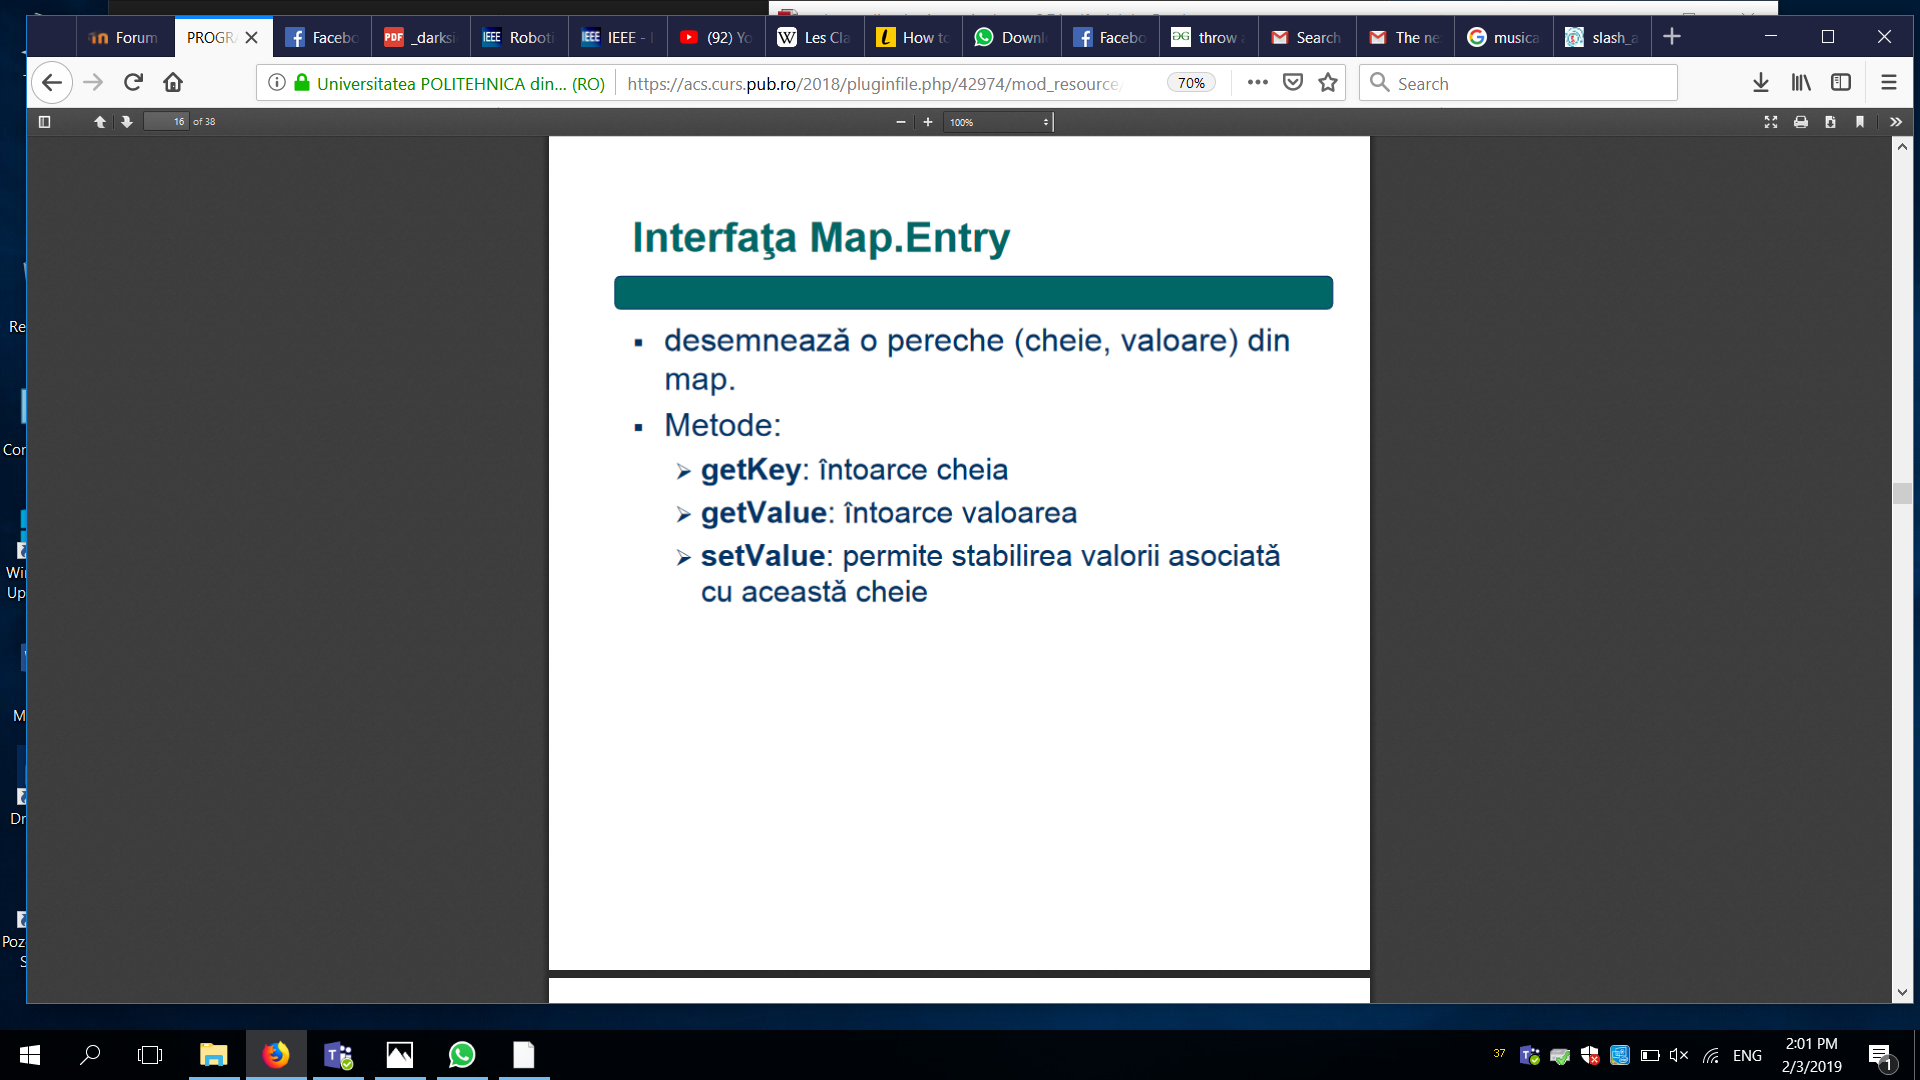 Forum
PROGRA
Facebo
_darksi
Roboti
IEEE -
(92) Yo
Les Cla
How to
Downl
Facebo
throw
Search
The ne
musica
slash_a
Universitatea POLITEHNICA din... (RO)
https://acs.curs.pub.ro/2018/pluginfile.php/42974/mod_resource/
70%
Search
16 of 38
100%
Interfaţa Map.Entry
desemnează o pereche (cheie, valoare) din
map.
Metode:
getKey: întoarce cheia
getValue: întoarce valoarea
setValue: permite stabilirea valorii asociată
cu această cheie
Re
Cor
Wi
Up
M
Dr
Poz
S
37
ENG
2:01 PM
2/3/2019
1